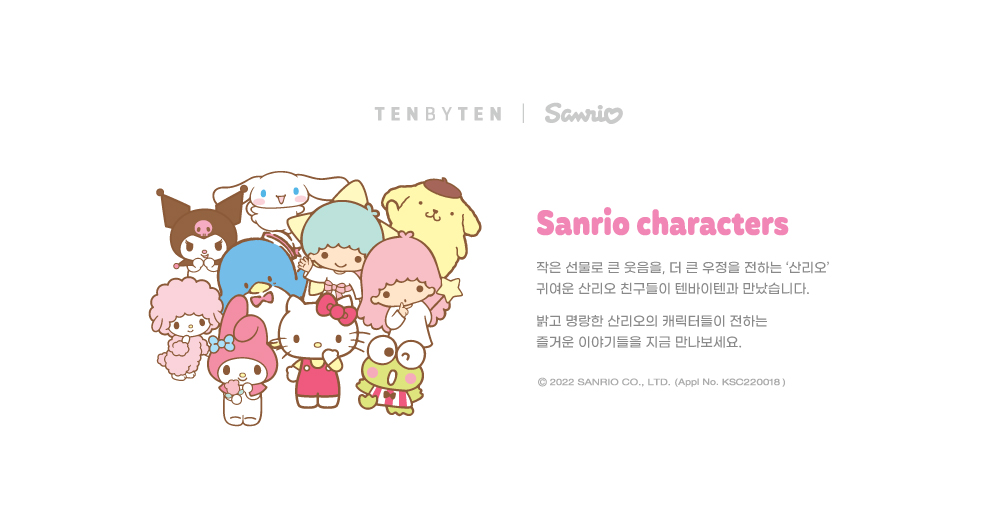 TENBYTEN | Sanrio
Sanrio characters
작은 선물로 큰 웃음을, 더 큰 우정을 전하는 ‘산리오’
귀여운 산리오 친구들이 텐바이텐과 만났습니다.
밝고 명랑한 산리오의 캐릭터들이 전하는
즐거운 이야기들을 지금 만나보세요.
© 2022 SANRIO CO., LTD. (Appl No. KSC220018 )